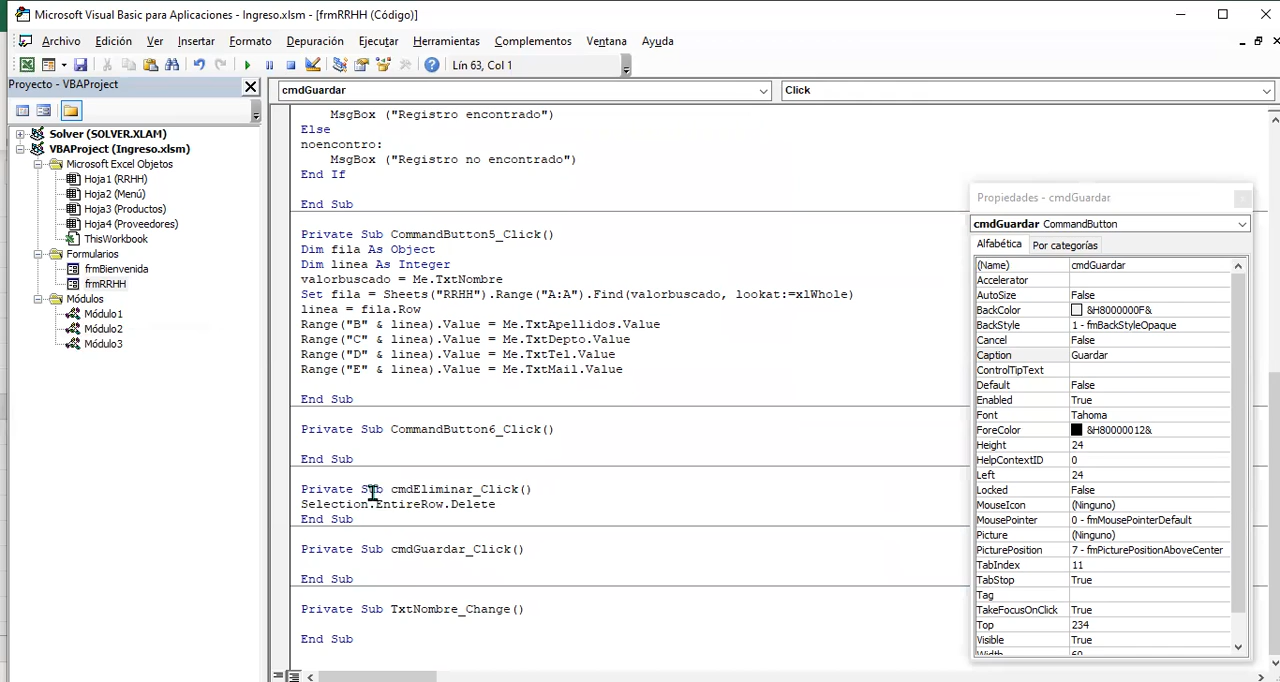 Microsoft Visual Basic para Aplicaciones - Ingreso.xlsm - [frmRRHH (Código)]
Archivo Edición Ver Insertar Formato Depuración Ejecutar Herramientas Complementos Ventana Ayuda
Lín 63, Col 1
Proyecto - VBAProject
Solver (SOLVER.XLAM)
VBAProject (Ingreso.xlsm)
Microsoft Excel Objetos
Hoja1 (RRHH)
Hoja2 (Menú)
Hoja3 (Productos)
Hoja4 (Proveedores)
ThisWorkbook
Formularios
frmBienvenida
frmRRHH
Módulos
Módulo1
Módulo2
Módulo3
cmdGuardar Click
MsgBox ("Registro encontrado")
Else
noencontro:
MsgBox ("Registro no encontrado")
End If
End Sub
Private Sub CommandButton5_Click()
Dim fila As Object
Dim linea As Integer
valorbuscado = Me.TxtNombre
Set fila = Sheets("RRHH").Range("A:A").Find(valorbuscado, lookat:=xlWhole)
linea = fila.Row
Range("B" & linea).Value = Me.TxtApellidos.Value
Range("C" & linea).Value = Me.TxtDepto.Value
Range("D" & linea).Value = Me.TxtTel.Value
Range("E" & linea).Value = Me.TxtMail.Value
End Sub
Private Sub CommandButton6_Click()
End Sub
Private Sub cmdEliminar_Click()
Selection.EntireRow.Delete
End Sub
Private Sub cmdGuardar_Click()
End Sub
Private Sub TxtNombre_Change()
End Sub
Propiedades - cmdGuardar
cmdGuardar CommandButton
Alfabética Por categorías
(Name) cmdGuardar
Accelerator
AutoSize False
BackColor &H8000000F&
BackStyle 1 - fmBackStyleOpaque
Cancel False
Caption Guardar
ControlTipText
Default False
Enabled True
Font Tahoma
ForeColor &H80000012&
Height 24
HelpContextID 0
Left 24
Locked False
MouseIcon (Ninguno)
MousePointer 0 - fmMousePointerDefault
Picture (Ninguno)
PicturePosition 7 - fmPicturePositionAboveCenter
TabIndex 11
TabStop True
Tag
TakeFocusOnClick True
Top 234
Visible True
Width 60